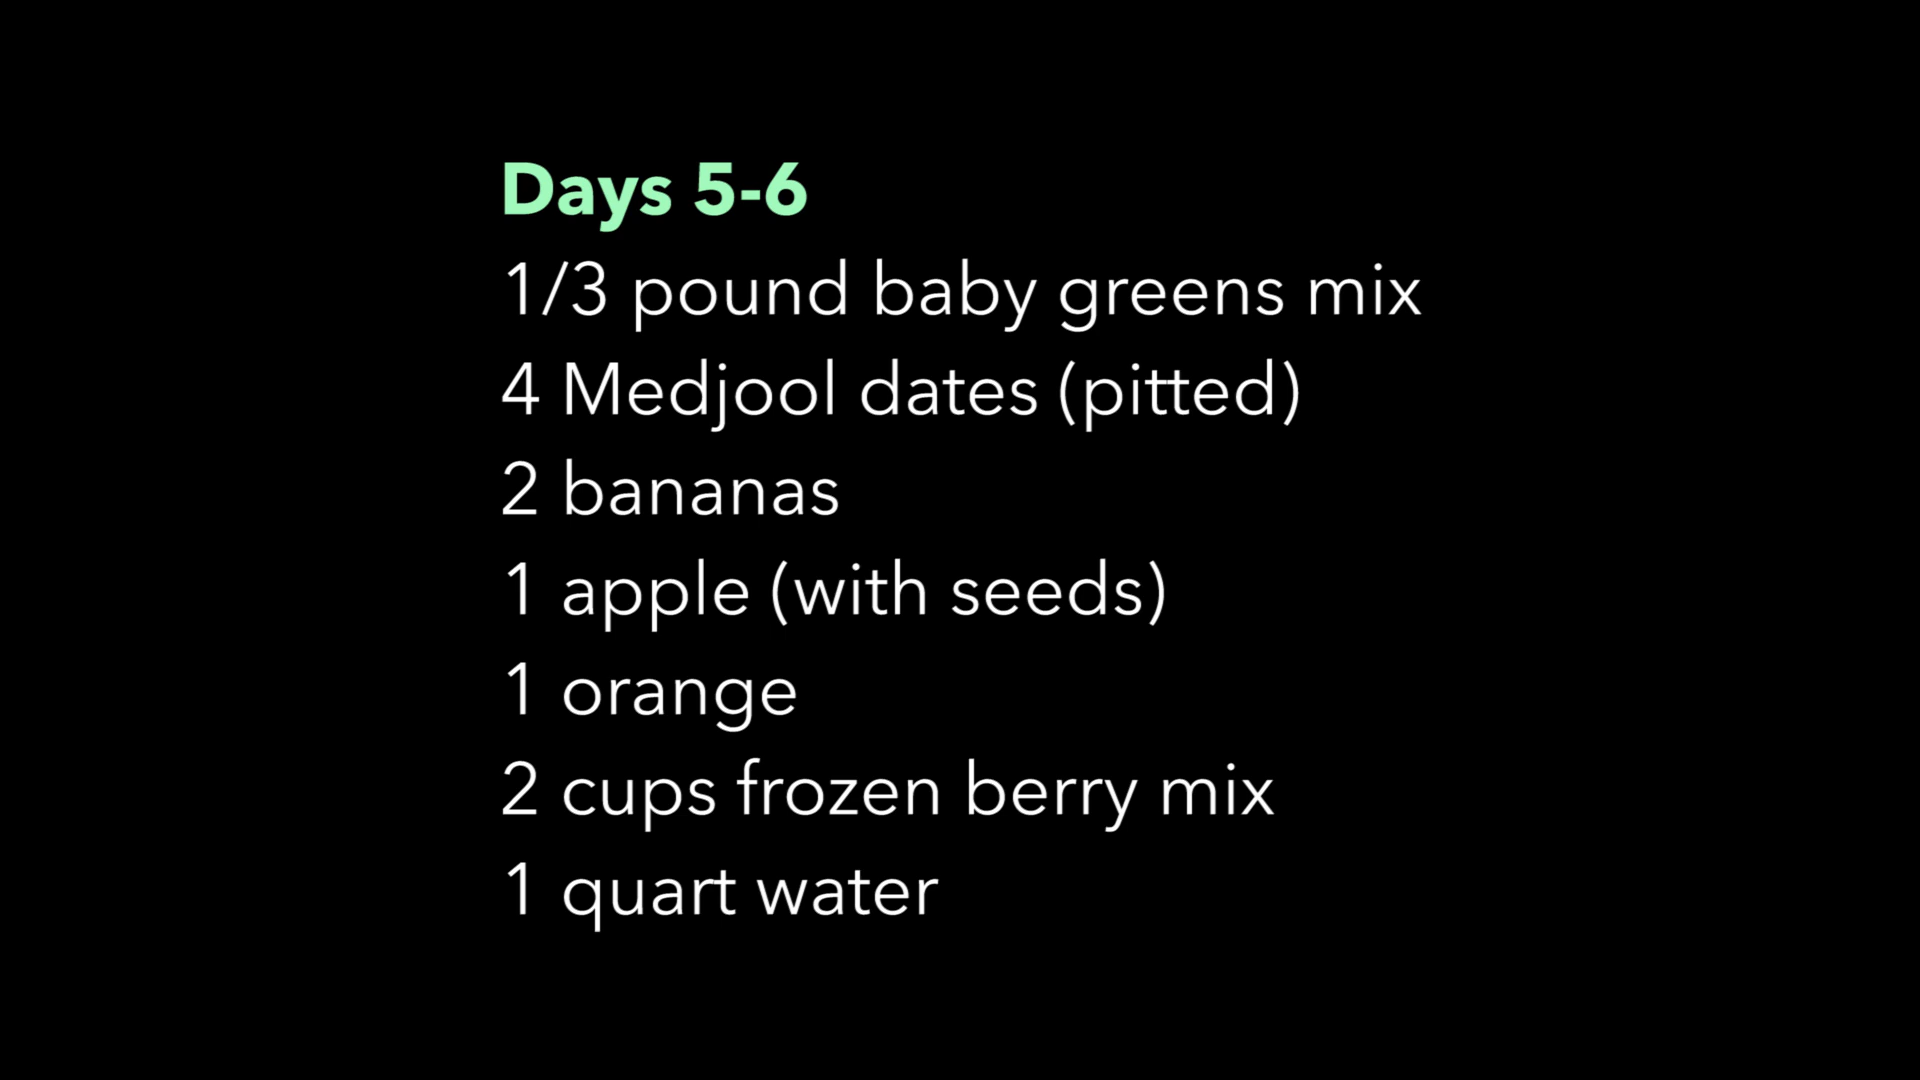 Days 5-6
1/3 pound baby greens mix
4 Medjool dates (pitted)
2 bananas
1 apple (with seeds)
1 orange
2 cups frozen berry mix
1 quart water